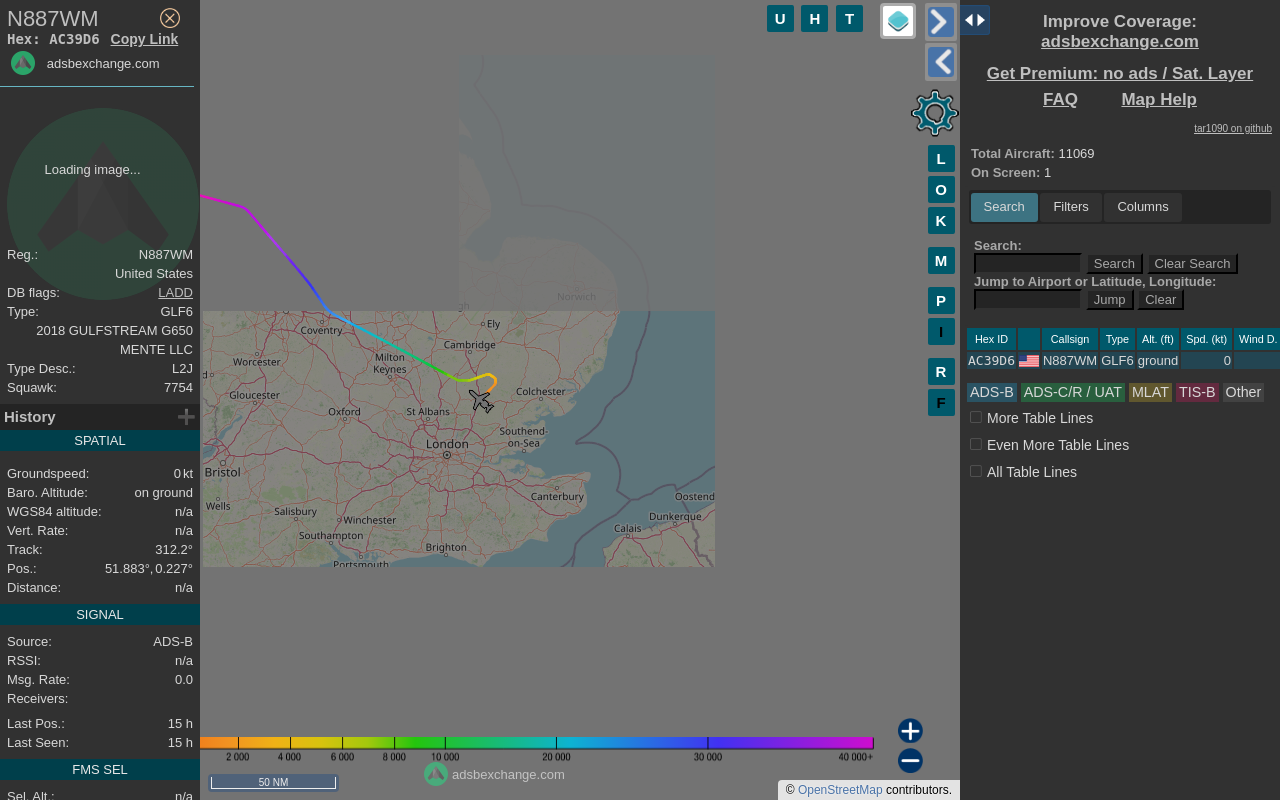 N887WM
Hex: AC39D6 Copy Link
adsbexchange.com
Loading image...
Reg.: N887WM
United States
DB flags: LADD
Type: GLF6
2018 GULFSTREAM G650
MENTE LLC
Type Desc.: L2J
Squawk: 7754
History
SPATIAL
Groundspeed: 0 kt
Baro. Altitude: on ground
WGS84 altitude: n/a
Vert. Rate: n/a
Track: 312.2°
Pos.: 51.883°, 0.227°
Distance: n/a
SIGNAL
Source: ADS-B
RSSI: n/a
Msg. Rate: 0.0
Receivers:
Last Pos.: 15 h
Last Seen: 15 h
FMS SEL
Sel. Alt.: n/a
U H T
L
O
K
M
P
I
R
F
Norwich
Ely
Coventry
Cambridge
Worcester
Milton
Keynes
Gloucester
Colchester
Oxford
St Albans
Southend-
on-Sea
London
Bristol
Canterbury
Oostend
Wells
Salisbury
Winchester
Dunkerque
Calais
Southampton
Brighton
Portsmouth
2 000 4 000 6 000 8 000 10 000 20 000 30 000 40 000+
50 NM
adsbexchange.com
© OpenStreetMap contributors.
Improve Coverage:
adsbexchange.com
Get Premium: no ads / Sat. Layer
FAQ Map Help
tar1090 on github
Total Aircraft: 11069
On Screen: 1
Search Filters Columns
Search:
Search Clear Search
Jump to Airport or Latitude, Longitude:
Jump Clear
Hex ID Callsign Type Alt. (ft) Spd. (kt) Wind D.
AC39D6 N887WM GLF6 ground 0
ADS-B ADS-C/R / UAT MLAT TIS-B Other
More Table Lines
Even More Table Lines
All Table Lines